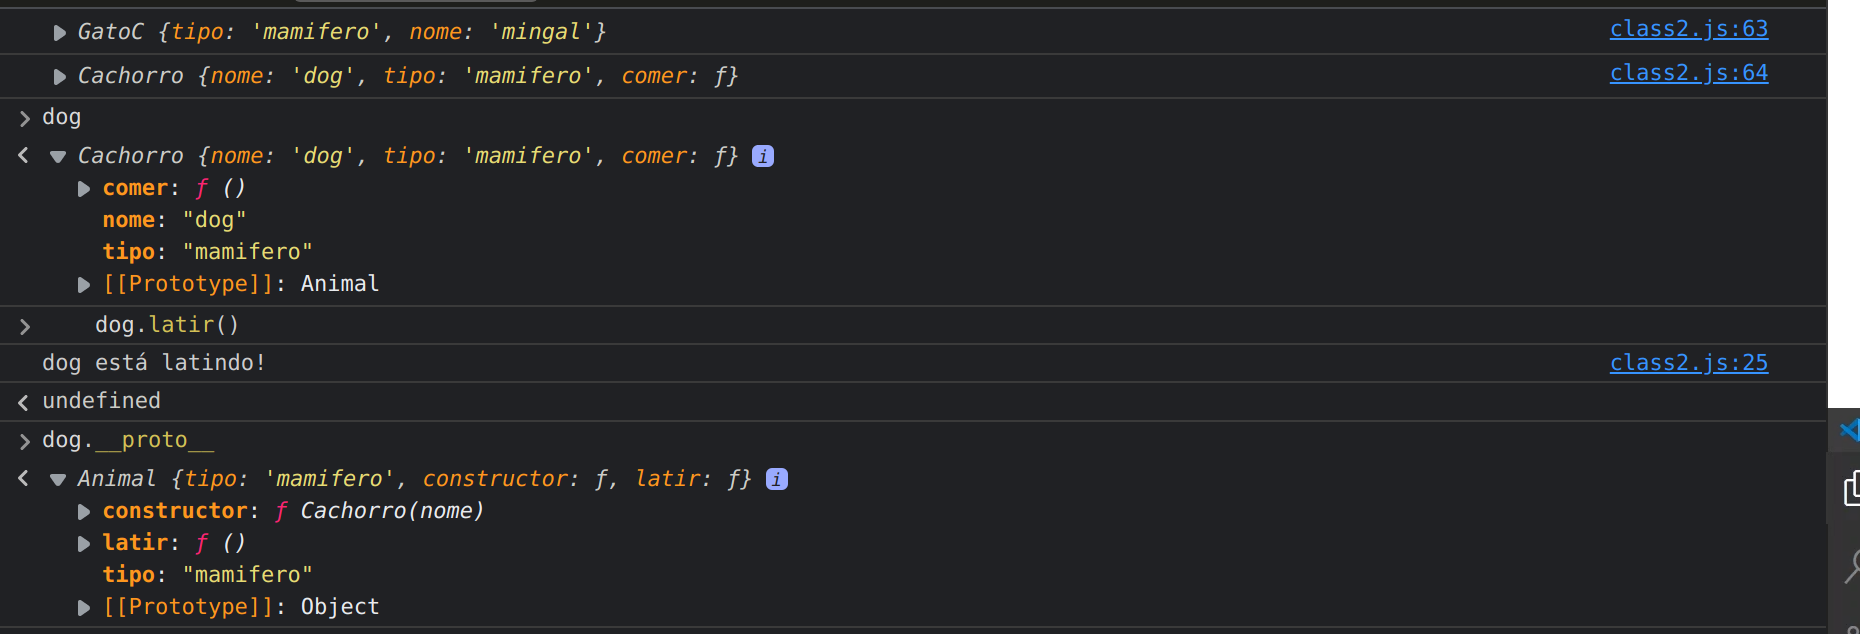 GatoC {tipo: 'mamifero', nome: 'mingal'} class2.js:63
Cachorro {nome: 'dog', tipo: 'mamifero', comer: ƒ} class2.js:64
dog
Cachorro {nome: 'dog', tipo: 'mamifero', comer: ƒ} i
comer: ƒ ()
nome: "dog"
tipo: "mamifero"
[[Prototype]]: Animal
dog.latir()
dog está latindo! class2.js:25
undefined
dog.__proto__
Animal {tipo: 'mamifero', constructor: ƒ, latir: ƒ} i
constructor: ƒ Cachorro(nome)
latir: ƒ ()
tipo: "mamifero"
[[Prototype]]: Object